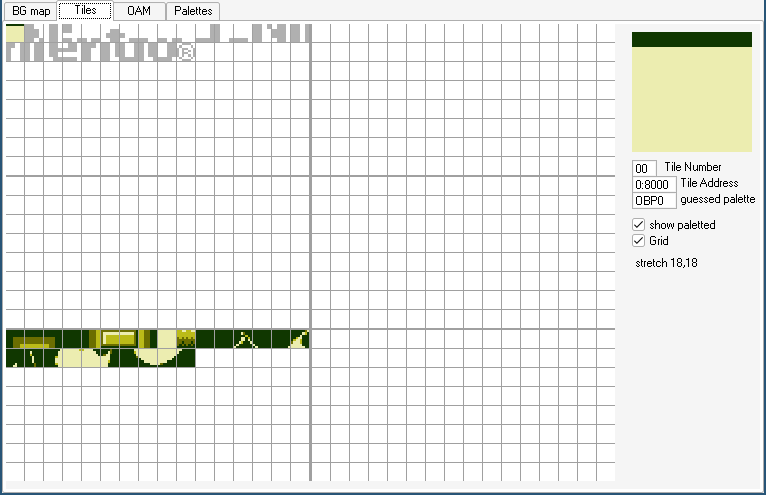 BG map Tiles OAM Palettes
00 Tile Number
0:8000 Tile Address
OBP0 guessed palette
show paletted
Grid
stretch 18,18